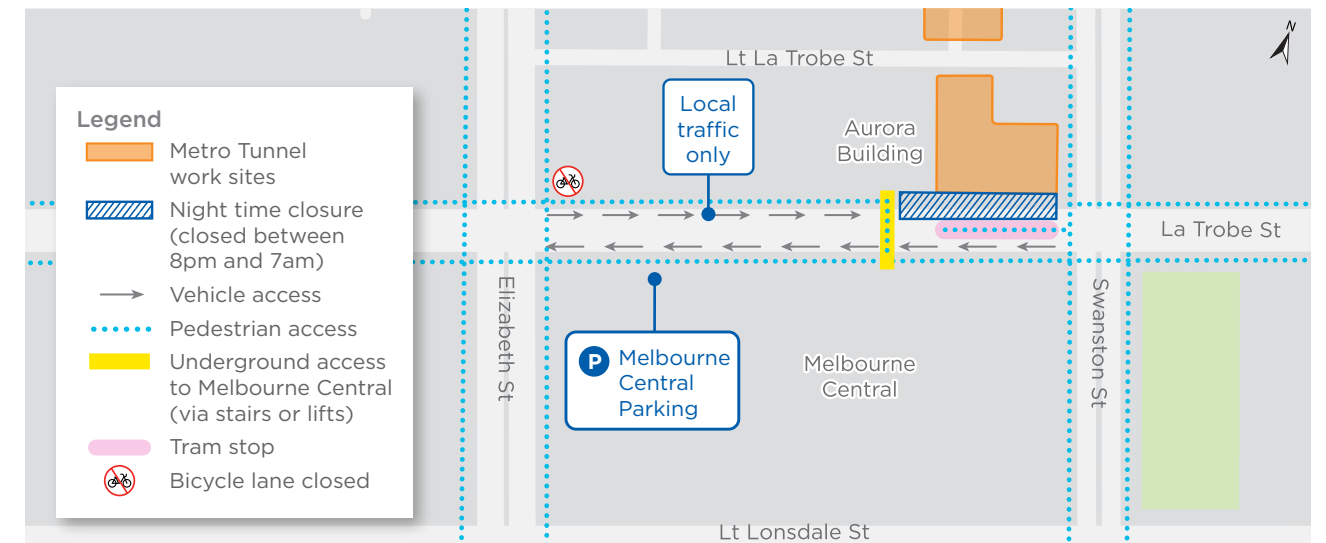 N
Lt La Trobe St
Local
traffic
only
Aurora
Building
Legend
Metro Tunnel
work sites
Night time closure
(closed between
8pm and 7am)
Vehicle access
Pedestrian access
Underground access
to Melbourne Central
(via stairs or lifts)
Tram stop
Bicycle lane closed
La Trobe St
Elizabeth St
Swanston St
P Melbourne
Central
Parking
Melbourne
Central
Lt Lonsdale St